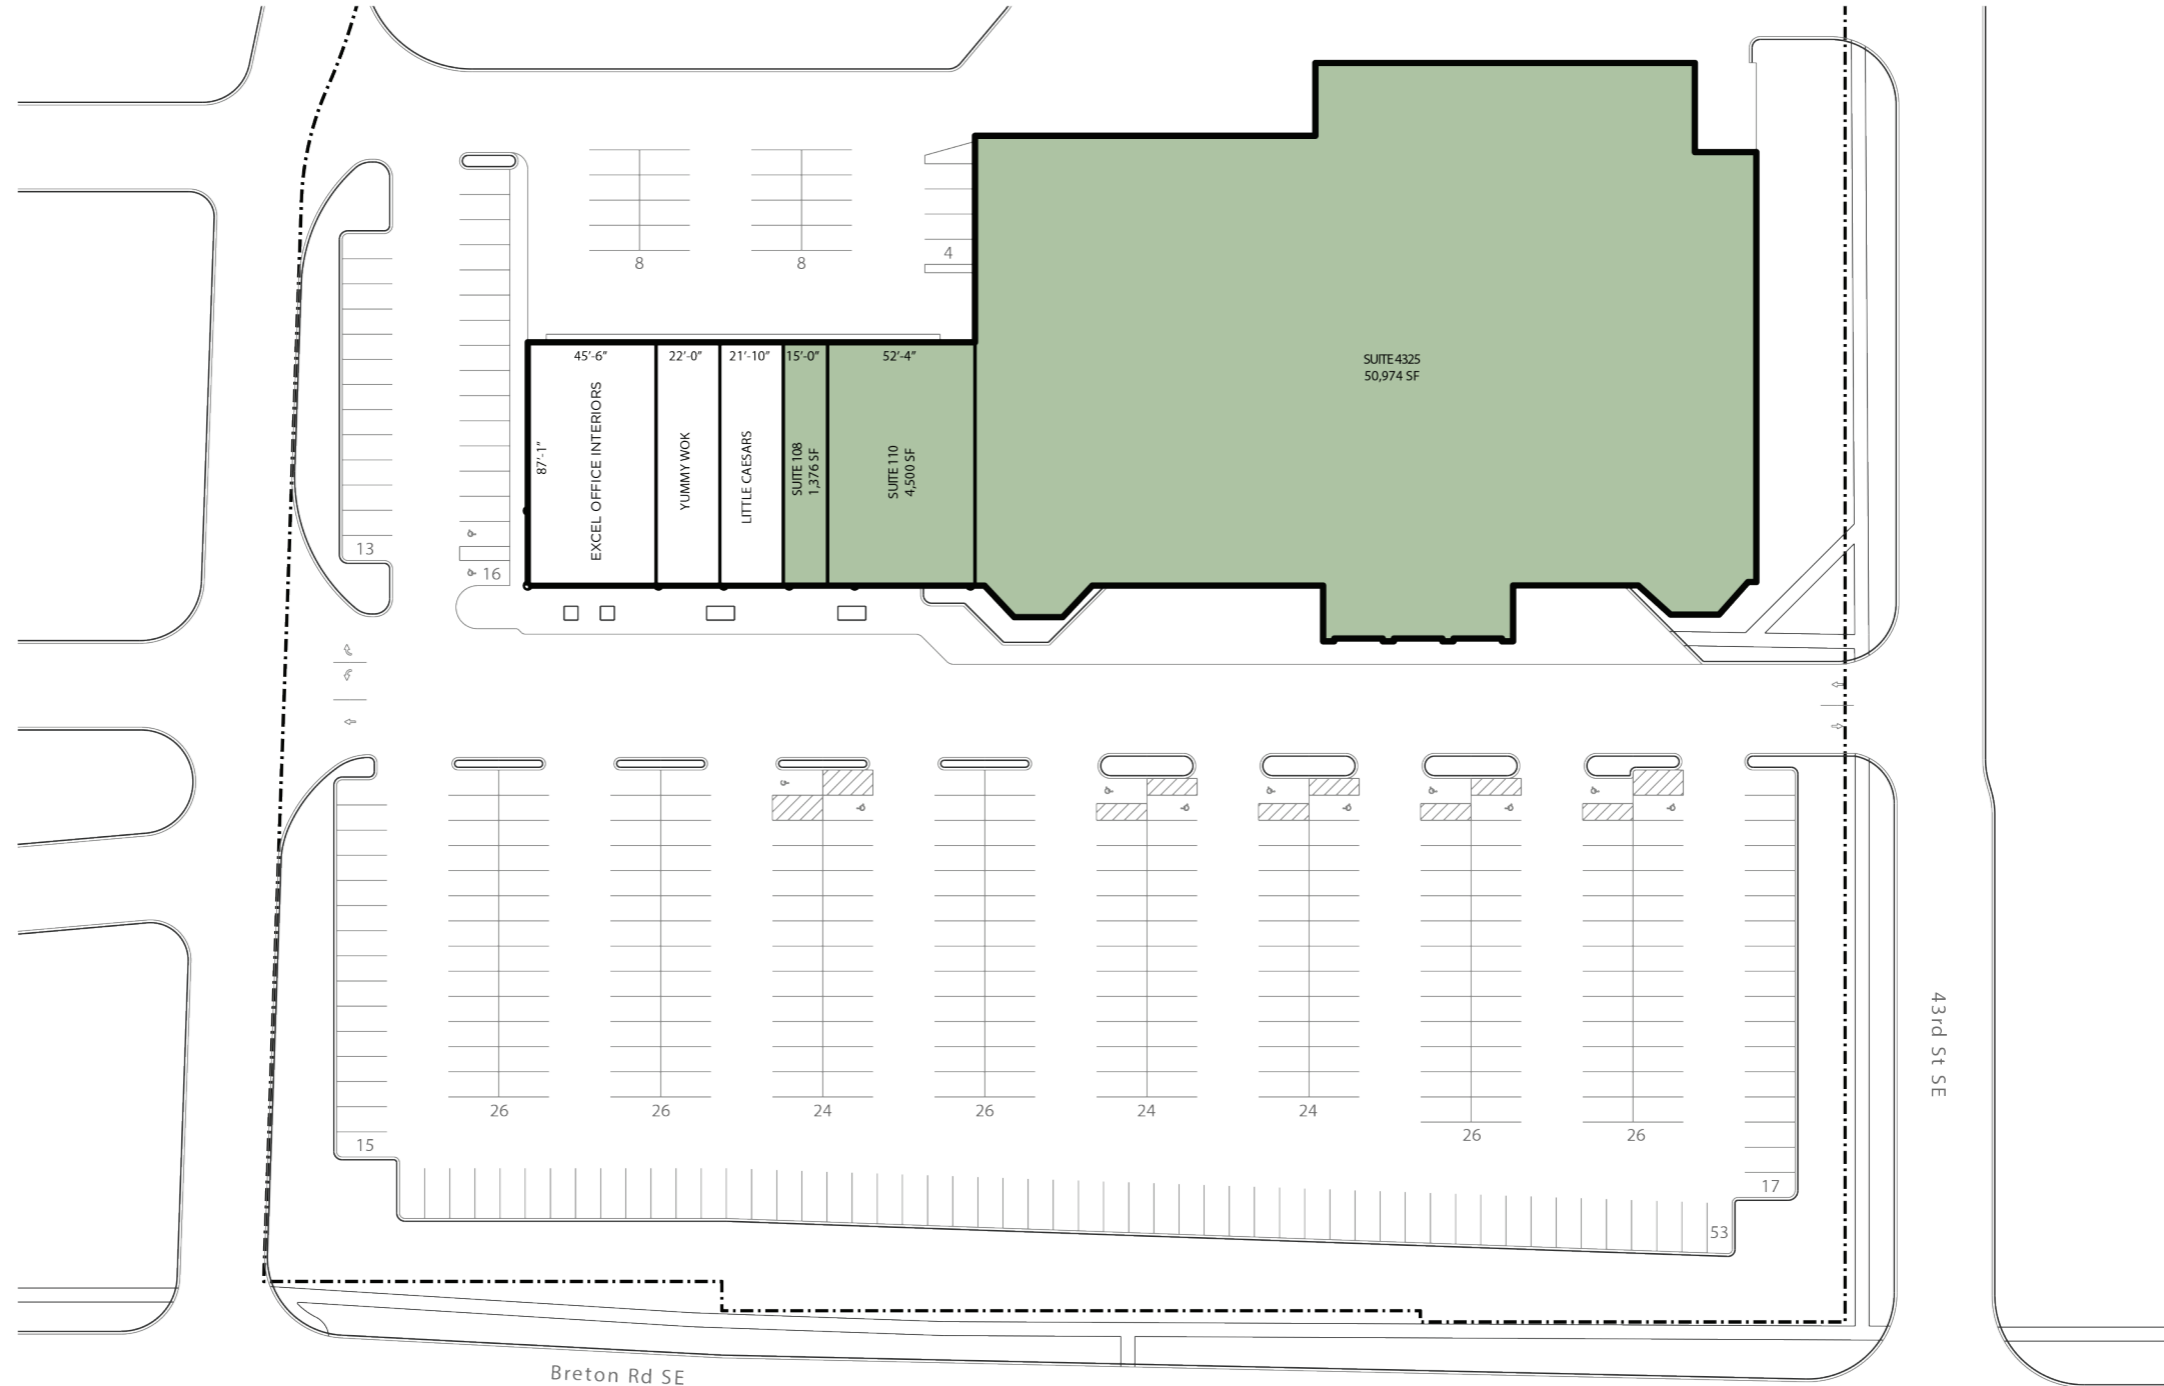 8
8
4
45'-6"
22'-0"
21'-10"
15'-0"
52'-4"
SUITE 4325
50,974 SF
87'-1"
EXCEL OFFICE INTERIORS
YUMMY WOK
LITTLE CAESARS
SUITE 108
1,376 SF
SUITE 110
4,500 SF
13
16
26
26
24
26
24
24
26
26
15
17
53
43rd St SE
Breton Rd SE